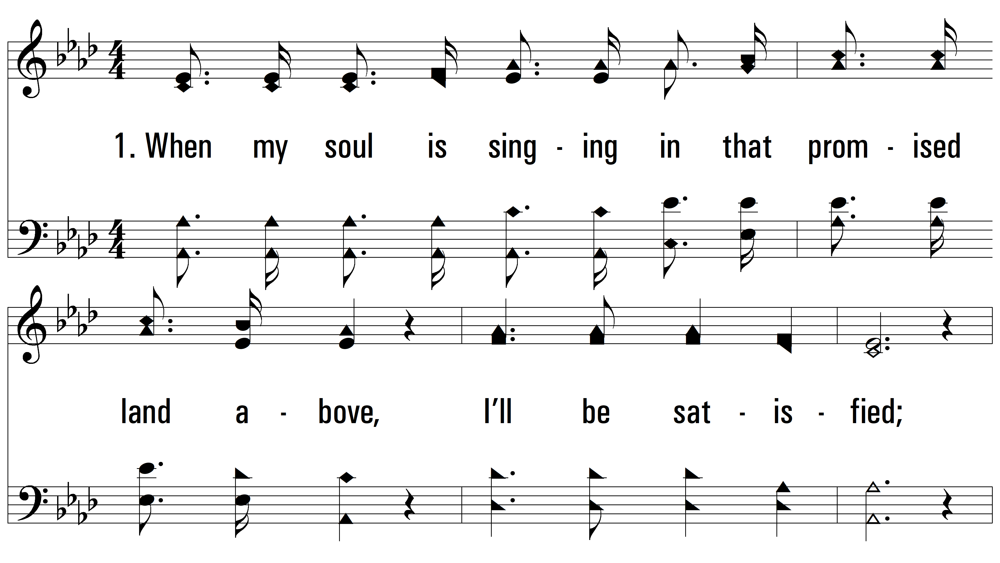 1. When my soul is sing - ing in that prom - ised
land a - bove, I’ll be sat - is - fied;